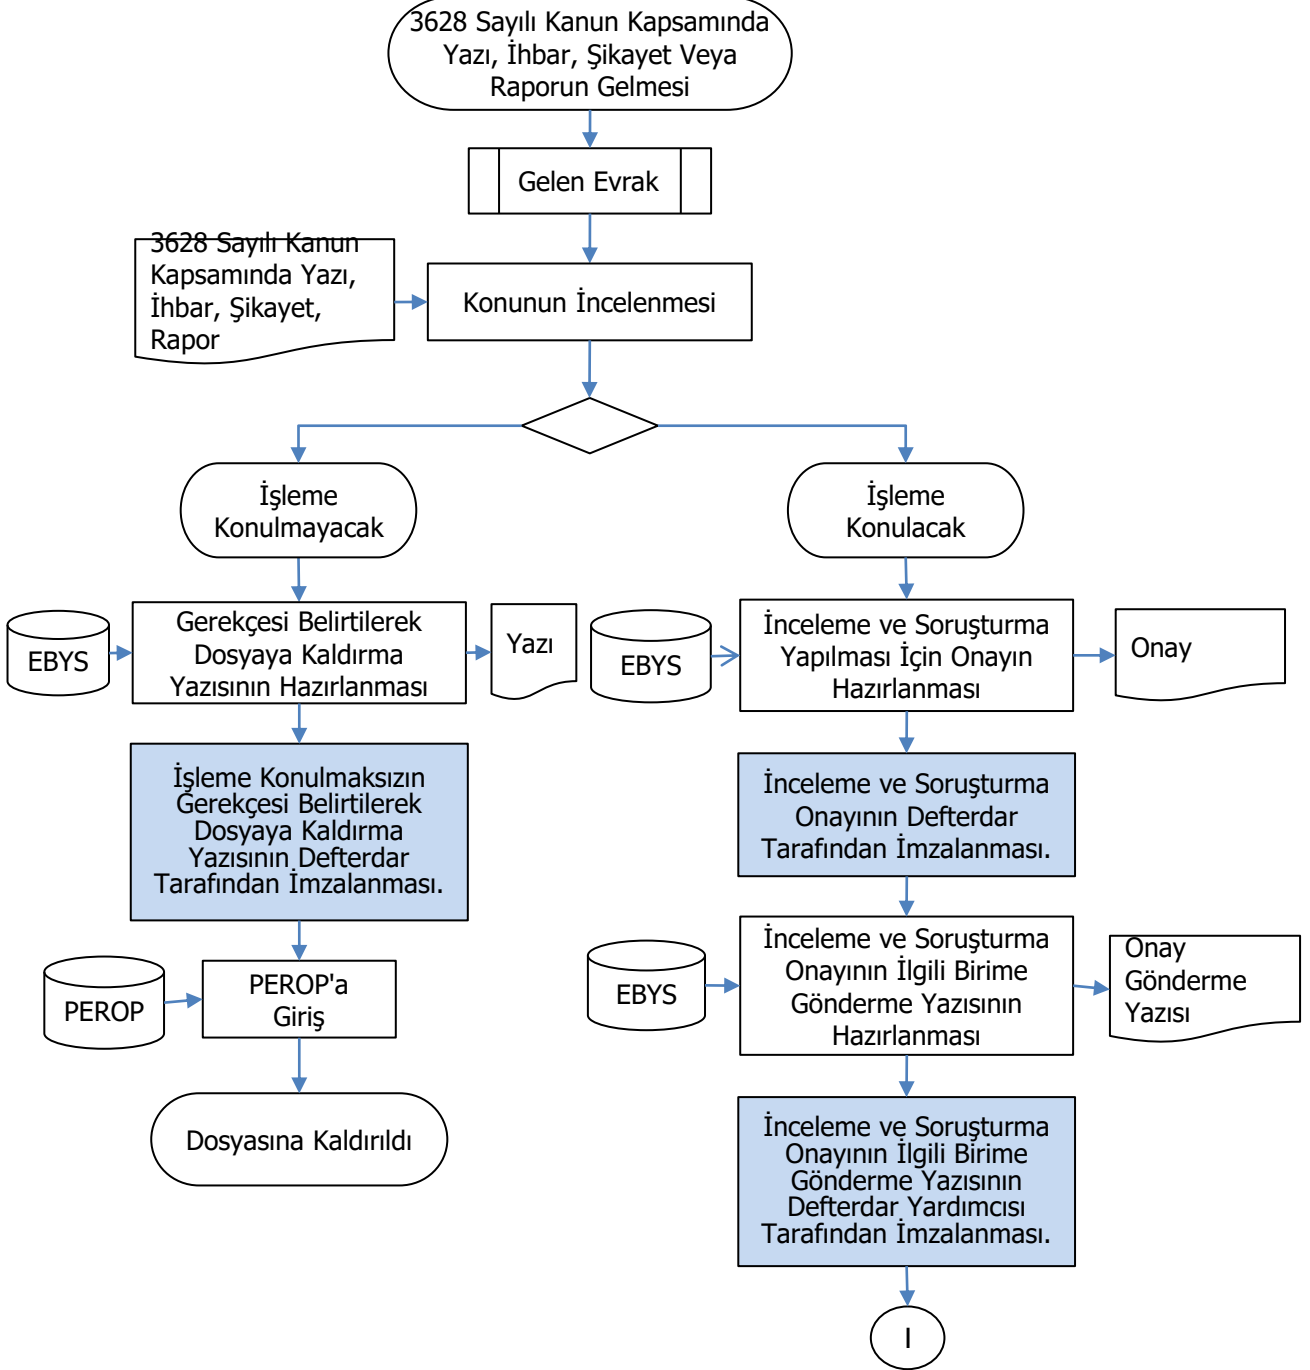 3628 Sayılı Kanun Kapsamında
Yazı, İhbar, Şikayet Veya
Raporun Gelmesi
Gelen Evrak
3628 Sayılı Kanun
Kapsamında Yazı,
İhbar, Şikayet,
Rapor
Konunun İncelenmesi
İşleme
Konulmayacak
İşleme
Konulacak
EBYS
Gerekçesi Belirtilerek
Dosyaya Kaldırma
Yazısının Hazırlanması
Yazı
EBYS
İnceleme ve Soruşturma
Yapılması İçin Onayın
Hazırlanması
Onay
İşleme Konulmaksızın
Gerekçesi Belirtilerek
Dosyaya Kaldırma
Yazısının Defterdar
Tarafından İmzalanması.
İnceleme ve Soruşturma
Onayının Defterdar
Tarafından İmzalanması.
PEROP
PEROP'a
Giriş
EBYS
İnceleme ve Soruşturma
Onayının İlgili Birime
Gönderme Yazısının
Hazırlanması
Onay
Gönderme
Yazısı
Dosyasına Kaldırıldı
İnceleme ve Soruşturma
Onayının İlgili Birime
Gönderme Yazısının
Defterdar Yardımcısı
Tarafından İmzalanması.
I